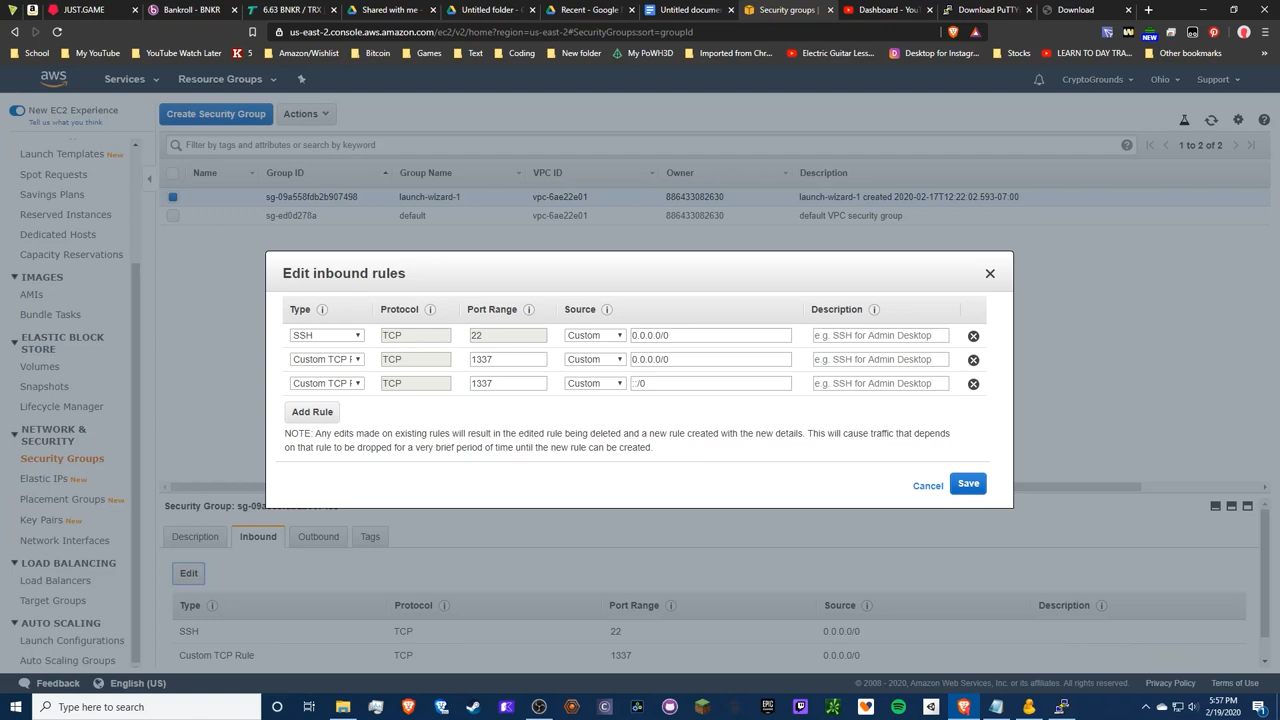 JUST.GAME
Bankroll - BNKR
6.63 BNKR / TRX
Shared with me -
Untitled folder -
Recent - Google
Untitled documen
Security groups |
Dashboard - You
Download PuTTY
Download
us-east-2.console.aws.amazon.com/ec2/v2/home?region=us-east-2#SecurityGroups:sort=groupId
School
My YouTube
YouTube Watch Card
5
Amazon/Wishlist
Bitcoin
Games
Text
Coding
New folder
My PoWH3D
Imported from Chr...
Electric Guitar Less...
Desktop for Instag...
Stocks
LEARN TO DAY TRA...
Other bookmarks
aws
Services
Resource Groups
CryptoGrounds
Ohio
Support
New EC2 Experience
Tell us what you think
Create Security Group
Actions
Launch Templates New
Filter by tags and attributes or search by keyword
1 to 2 of 2
Spot Requests
Name
Group ID
Group Name
VPC ID
Owner
Description
Savings Plans
sg-09a558fdb2b907498
launch-wizard-1
vpc-6ae22e01
886433082630
launch-wizard-1 created 2020-02-17T12:22:02.593-07:00
Reserved Instances
sg-ed0d278a
default
vpc-6ae22e01
886433082630
default VPC security group
Dedicated Hosts
Capacity Reservations
IMAGES
AMIs
Bundle Tasks
ELASTIC BLOCK
STORE
Volumes
Snapshots
Lifecycle Manager
NETWORK &
SECURITY
Security Groups
Elastic IPs New
Placement Groups New
Key Pairs New
Network Interfaces
LOAD BALANCING
Load Balancers
Target Groups
AUTO SCALING
Launch Configurations
Auto Scaling Groups
Edit inbound rules
Type
Protocol
Port Range
Source
Description
SSH
TCP
22
Custom
0.0.0.0/0
e.g. SSH for Admin Desktop
Custom TCP F
TCP
1337
Custom
0.0.0.0/0
e.g. SSH for Admin Desktop
Custom TCP F
TCP
1337
Custom
::/0
e.g. SSH for Admin Desktop
Add Rule
NOTE: Any edits made on existing rules will result in the edited rule being deleted and a new rule created with the new details. This will cause traffic that depends
on that rule to be dropped for a very brief period of time until the new rule can be created.
Cancel
Save
Security Group: sg-09a
Description
Inbound
Outbound
Tags
Edit
Type
Protocol
Port Range
Source
Description
SSH
TCP
22
0.0.0.0/0
Custom TCP Rule
TCP
1337
0.0.0.0/0
Feedback
English (US)
© 2008 - 2020, Amazon Web Services, Inc. or its affiliates. All rights reserved.
Privacy Policy
Terms of Use
Type here to search
5:57 PM
2/19/2020